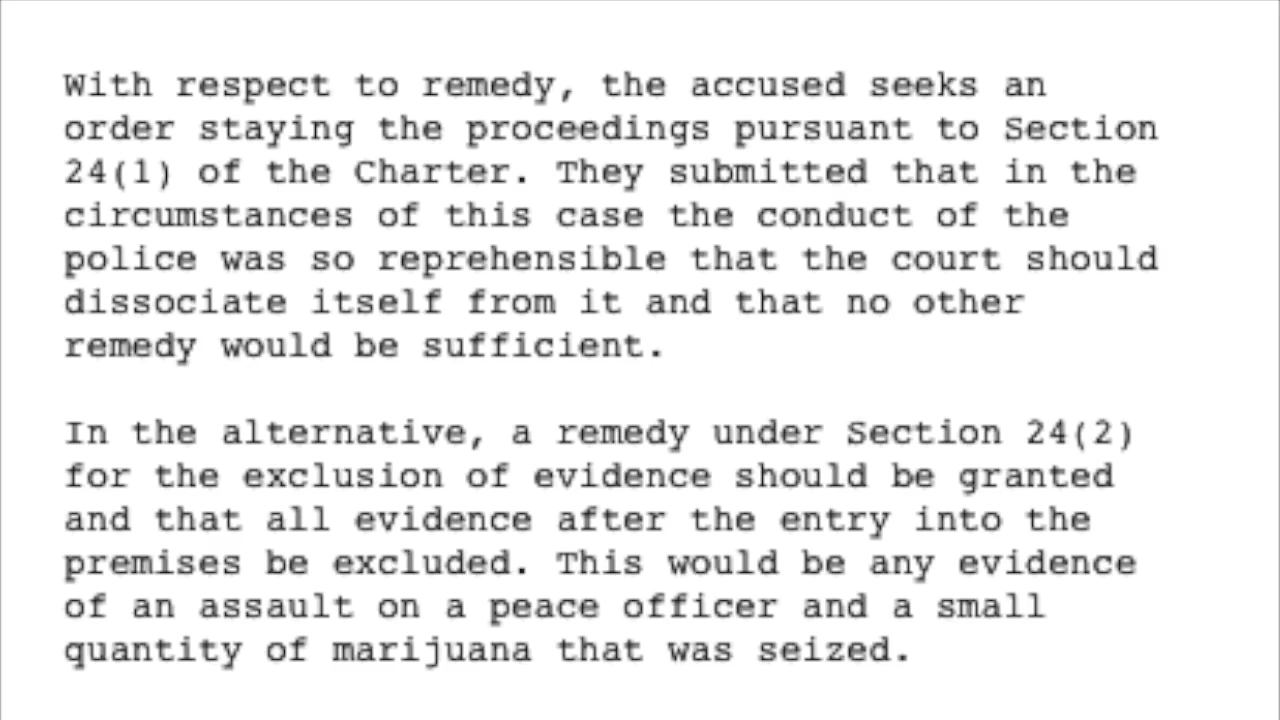 With respect to remedy, the accused seeks an
order staying the proceedings pursuant to Section
24(1) of the Charter. They submitted that in the
circumstances of this case the conduct of the
police was so reprehensible that the court should
dissociate itself from it and that no other
remedy would be sufficient.

In the alternative, a remedy under Section 24(2)
for the exclusion of evidence should be granted
and that all evidence after the entry into the
premises be excluded. This would be any evidence
of an assault on a peace officer and a small
quantity of marijuana that was seized.